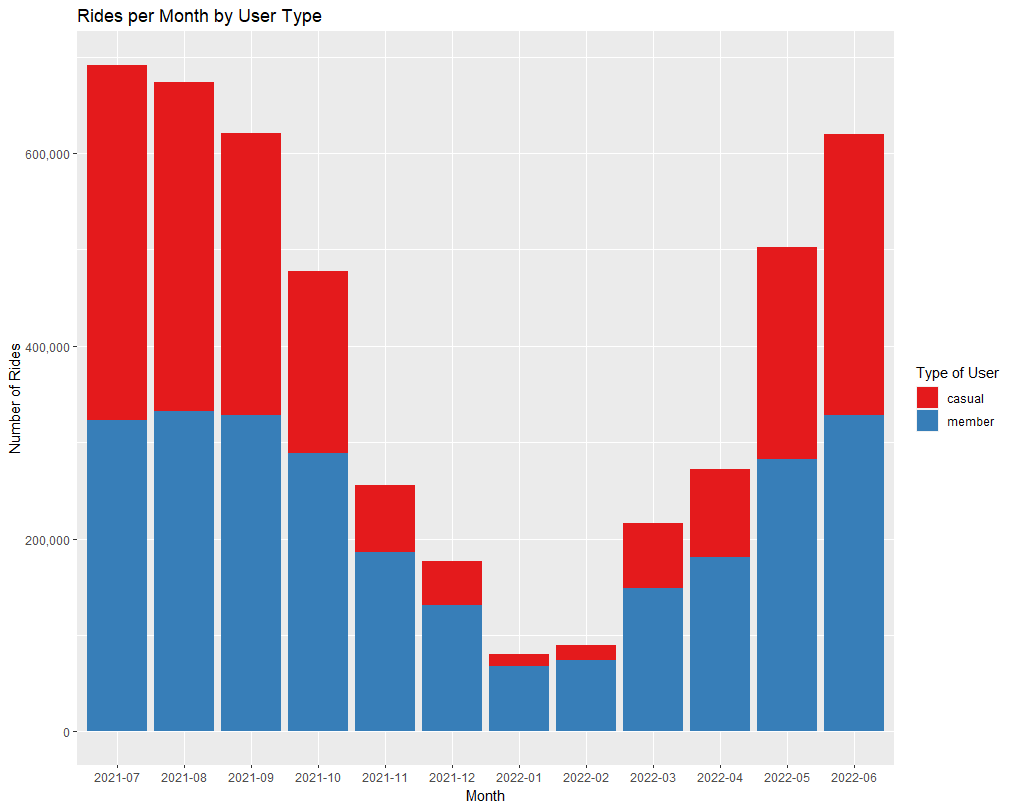 Rides per Month by User Type
Number of Rides
600,000
400,000
200,000
0
2021-07 2021-08 2021-09 2021-10 2021-11 2021-12 2022-01 2022-02 2022-03 2022-04 2022-05 2022-06
Month
Type of User
casual
member